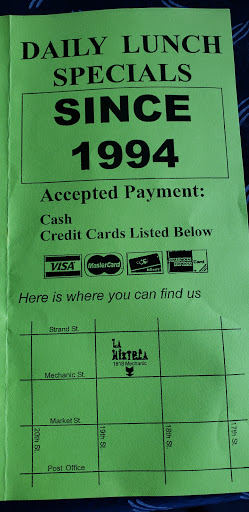 DAILY LUNCH
SPECIALS
SINCE
1994
Accepted Payment:
Cash
Credit Cards Listed Below
VISA
MasterCard
Here is where you can find us
Strand St.
LA
MIXTECA
1818 Mechanic
Mechanic St.
Market St.
20th St.
19th St.
18th St.
17th St.
Post Office